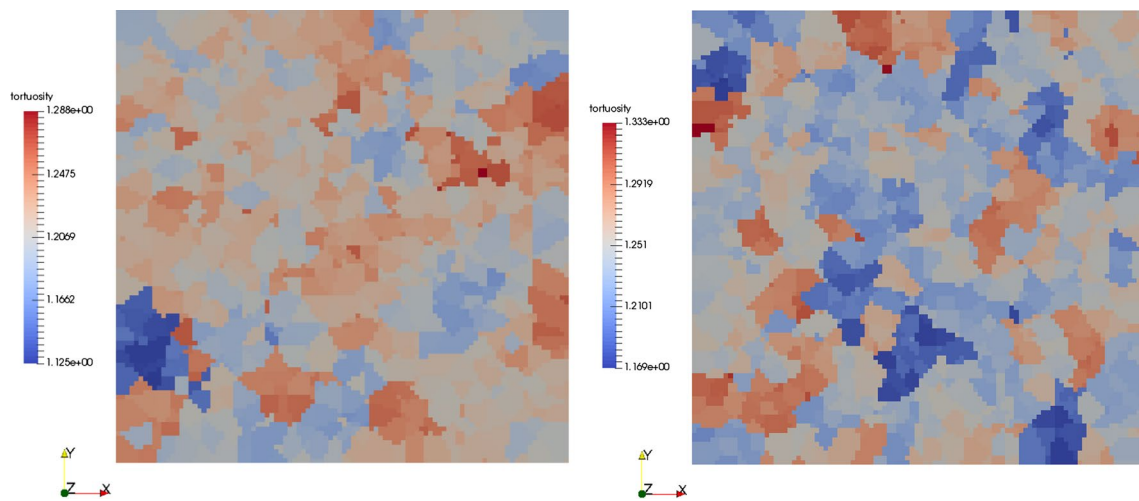 tortuosity
1.288e+00
1.2475
1.2069
1.1662
1.125e+00
Y
Z
X
tortuosity
1.333e+00
1.2919
1.251
1.2101
1.169e+00
Y
Z
X